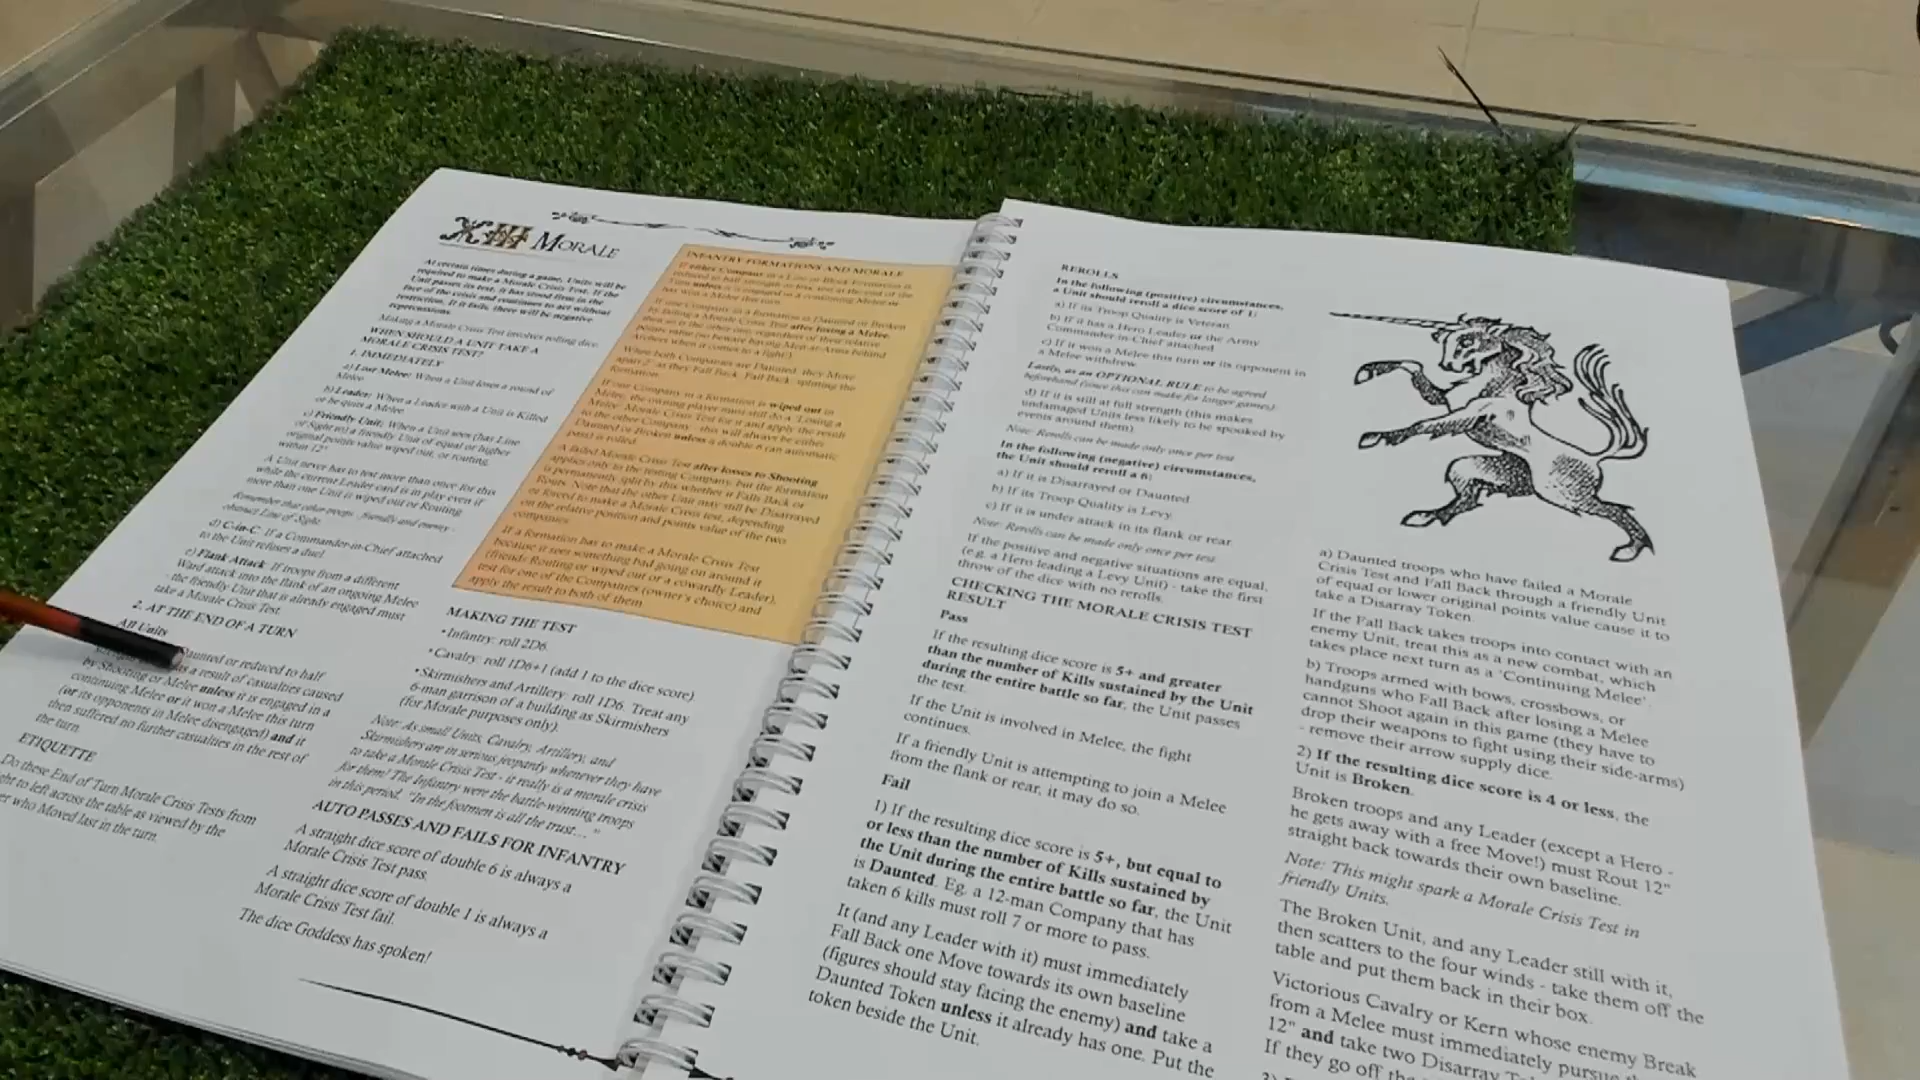 XIII MORALE
At certain times during a game, Units will be
required to make a Morale Crisis Test. If the
Unit passes its test, it has stood firm in the
face of the crisis and continues to act without
restriction. If it fails, there will be negative
repercussions.
Making a Morale Crisis Test involves rolling dice.
WHEN SHOULD A UNIT TAKE A
MORALE CRISIS TEST?
1. IMMEDIATELY
a) Lost Melee: When a Unit loses a round of
Melee.
b) Leader: When a Leader with a Unit is Killed
or he quits a Melee.
c) Friendly Unit: When a Unit sees (has Line
of Sight to) a friendly Unit of equal or higher
original points value wiped out, or routing,
within 12"
A Unit never has to test more than once for this
while the current Leader card is in play even if
more than one Unit is wiped out or Routing.
Remember that other troops - friendly and enemy -
obstruct Line of Sight.
d) C-in-C: If a Commander-in-Chief attached
to the Unit refuses a duel.
e) Flank Attack: If troops from a different
Ward attack into the flank of an ongoing Melee
- the friendly Unit that is already engaged must
take a Morale Crisis Test.
2. AT THE END OF A TURN
All Units
Daunted or reduced to half
as a result of casualties caused
by Shooting or Melee unless it is engaged in a
continuing Melee or it won a Melee this turn
(or its opponents in Melee disengaged) and it
then suffered no further casualties in the rest of
the turn.
ETIQUETTE
Do these End of Turn Morale Crisis Tests from
to left across the table as viewed by the
who Moved last in the turn.
INFANTRY FORMATIONS AND MORALE
If either Company in a Line or Block Formation is
reduced to half strength or less, test at the end of the
Turn unless it is engaged in a continuing Melee or
has won a Melee this turn.
If one Company in a formation is Daunted or Broken
by failing a Morale Crisis Test after losing a Melee,
then so is the other one, regardless of their relative
points value (so beware having Men-at-Arms behind
Archers when it comes to a fight!)
When both Companies are Daunted, they Move
apart 2" as they Fall Back, splitting the
formation.
If one Company in a formation is wiped out in
Melee, the owning player must still do a 'Losing a
Melee' Morale Crisis Test for it and apply the result
to the other Company - this will always be either
Daunted or Broken unless a double 6 (an automatic
pass) is rolled.
A failed Morale Crisis Test after losses to Shooting
applies only to the testing Company, but the formation
is permanently split by this whether it Falls Back or
Routs. Note that the other Unit may still be Disarrayed
or forced to make a Morale Crisis test, depending
on the relative position and points value of the two
companies.
If a formation has to make a Morale Crisis Test
because it sees something bad going on around it
(friends Routing or wiped out or a cowardly Leader),
test for one of the Companies (owner's choice) and
apply the result to both of them.
MAKING THE TEST
• Infantry: roll 2D6.
• Cavalry: roll 1D6+1 (add 1 to the dice score)
• Skirmishers and Artillery: roll 1D6. Treat any
6-man garrison of a building as Skirmishers
(for Morale purposes only).
Note: As small Units, Cavalry, Artillery, and
Skirmishers are in serious jeopardy whenever they have
to take a Morale Crisis Test - it really is a morale crisis
for them! The Infantry were the battle-winning troops
in this period. "In the footmen is all the trust... "
AUTO PASSES AND FAILS FOR INFANTRY
A straight dice score of double 6 is always a
Morale Crisis Test pass.
A straight dice score of double 1 is always a
Morale Crisis Test fail.
The dice Goddess has spoken!
REROLLS
In the following (positive) circumstances,
a Unit should reroll a dice score of 1:
a) If its Troop Quality is Veteran.
b) If it has a Hero Leader or the Army
Commander-in-Chief attached
c) If it won a Melee this turn or its opponent in
a Melee withdrew.
Lastly, as an OPTIONAL RULE to be agreed
beforehand (since this can make for longer games):
d) If it is still at full strength (this makes
undamaged Units less likely to be spooked by
events around them).
Note: Rerolls can be made only once per test
In the following (negative) circumstances,
the Unit should reroll a 6:
a) If it is Disarrayed or Daunted
b) If its Troop Quality is Levy.
c) If it is under attack in its flank or rear.
Note: Rerolls can be made only once per test
If the positive and negative situations are equal,
(e.g. a Hero leading a Levy Unit) - take the first
throw of the dice with no rerolls.
CHECKING THE MORALE CRISIS TEST
RESULT
Pass
If the resulting dice score is 5+ and greater
than the number of Kills sustained by the Unit
during the entire battle so far, the Unit passes
the test.
If the Unit is involved in Melee, the fight
continues.
If a friendly Unit is attempting to join a Melee
from the flank or rear, it may do so.
Fail
1) If the resulting dice score is 5+, but equal to
or less than the number of Kills sustained by
the Unit during the entire battle so far, the Unit
is Daunted. Eg. a 12-man Company that has
taken 6 kills must roll 7 or more to pass.
It (and any Leader with it) must immediately
Fall Back one Move towards its own baseline
(figures should stay facing the enemy) and take a
Daunted Token unless it already has one. Put the
token beside the Unit.
a) Daunted troops who have failed a Morale
Crisis Test and Fall Back through a friendly Unit
of equal or lower original points value cause it to
take a Disarray Token.
If the Fall Back takes troops into contact with an
enemy Unit, treat this as a new combat, which
takes place next turn as a 'Continuing Melee'.
b) Troops armed with bows, crossbows, or
handguns who Fall Back after losing a Melee
cannot Shoot again in this game (they have to
drop their weapons to fight using their side-arms)
- remove their arrow supply dice.
2) If the resulting dice score is 4 or less, the
Unit is Broken.
Broken troops and any Leader (except a Hero -
he gets away with a free Move!) must Rout 12"
straight back towards their own baseline.
Note: This might spark a Morale Crisis Test in
friendly Units.
The Broken Unit, and any Leader still with it,
then scatters to the four winds - take them off the
table and put them back in their box.
Victorious Cavalry or Kern whose enemy Break
from a Melee must immediately pursue
12" and take two Disarray
If they go off the